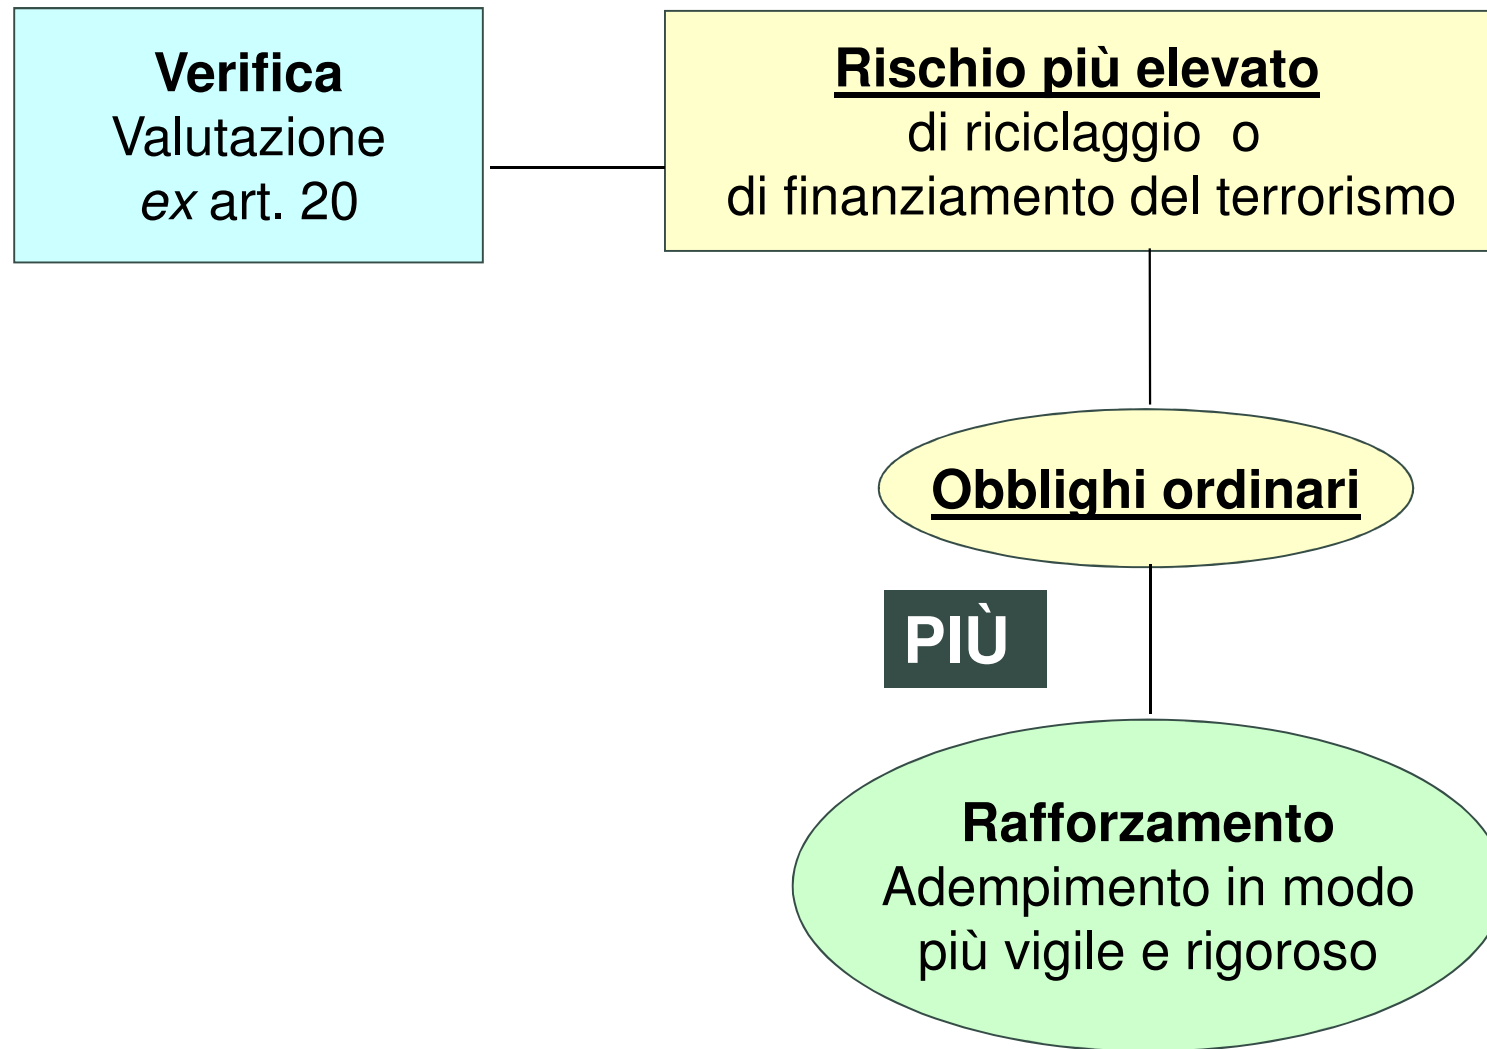 Verifica
Valutazione
ex art. 20
Rischio più elevato
di riciclaggio o
di finanziamento del terrorismo
Obblighi ordinari
PIÙ
Rafforzamento
Adempimento in modo
più vigile e rigoroso